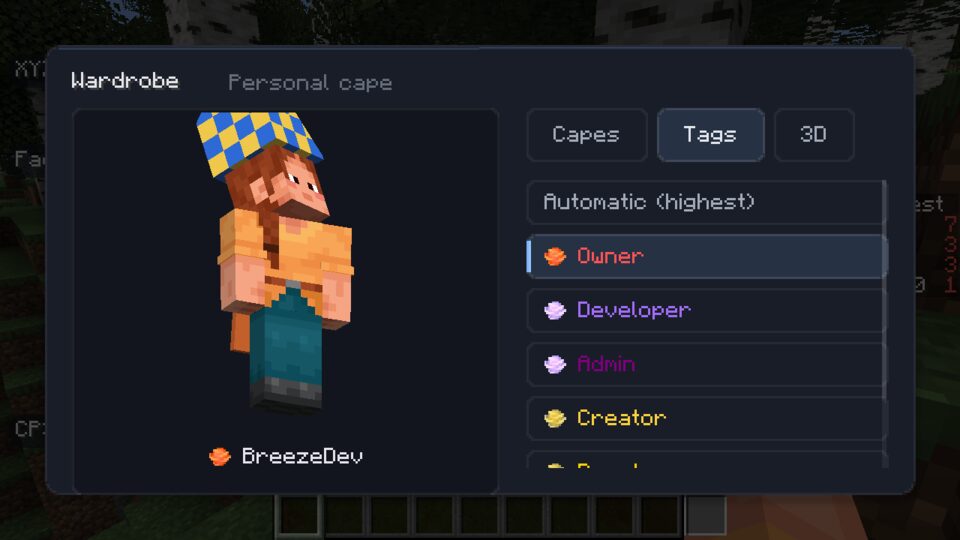 Wardrobe
Personal cape
Capes
Tags
3D
Automatic (highest)
Owner
Developer
Admin
Creator
BreezeDev